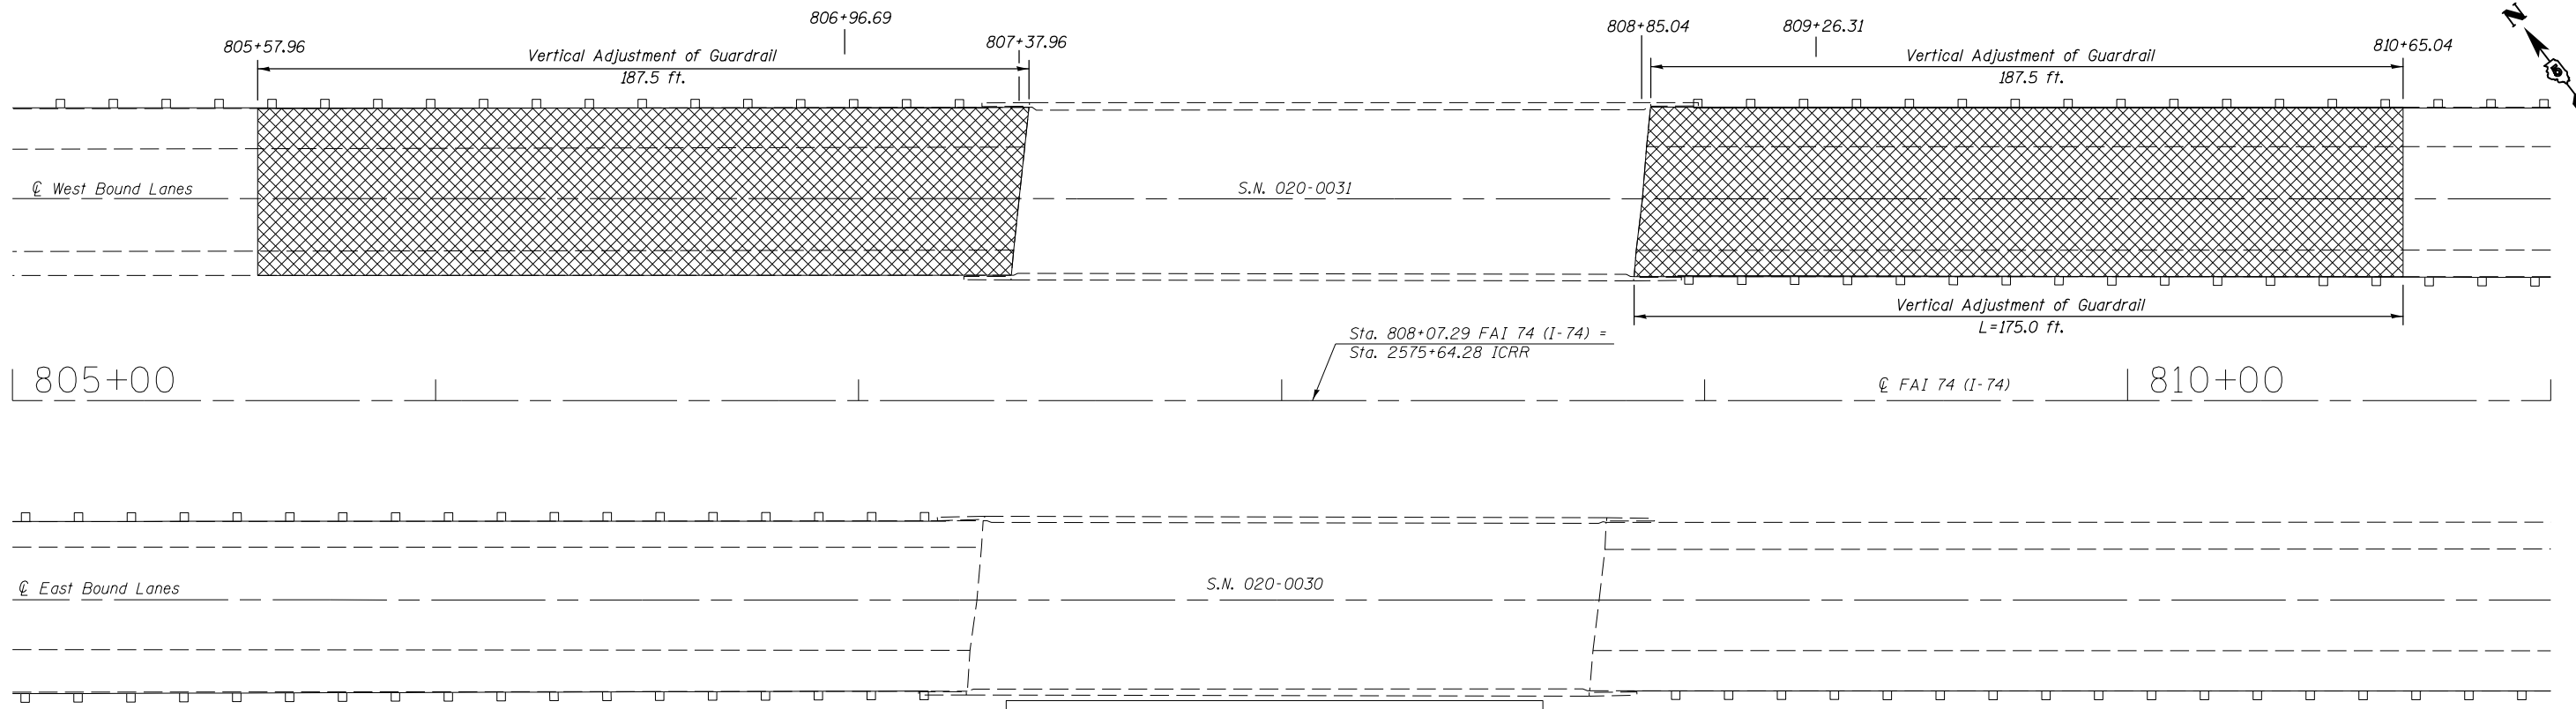 806+96.69
805+57.96
Vertical Adjustment of Guardrail
187.5 ft.
807+37.96
808+85.04
809+26.31
Vertical Adjustment of Guardrail
187.5 ft.
810+65.04
N
℄ West Bound Lanes
S.N. 020-0031
Vertical Adjustment of Guardrail
L=175.0 ft.
Sta. 808+07.29 FAI 74 (I-74) =
Sta. 2575+64.28 ICRR
805+00
℄ FAI 74 (I-74)
810+00
℄ East Bound Lanes
S.N. 020-0030